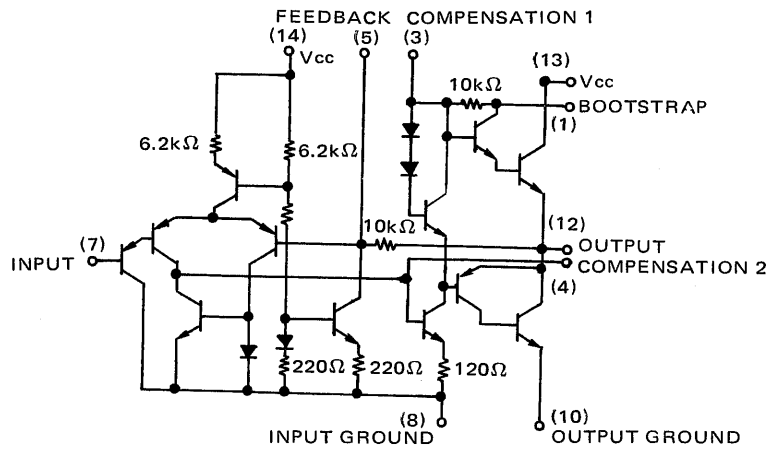 FEEDBACK COMPENSATION 1
(14) (5) (3)
Vcc
(13)
Vcc
10kΩ
BOOTSTRAP
(1)
6.2kΩ
6.2kΩ
(7)
INPUT
10kΩ
(12)
OUTPUT
COMPENSATION 2
(4)
220Ω
220Ω
120Ω
(8)
INPUT GROUND
(10)
OUTPUT GROUND